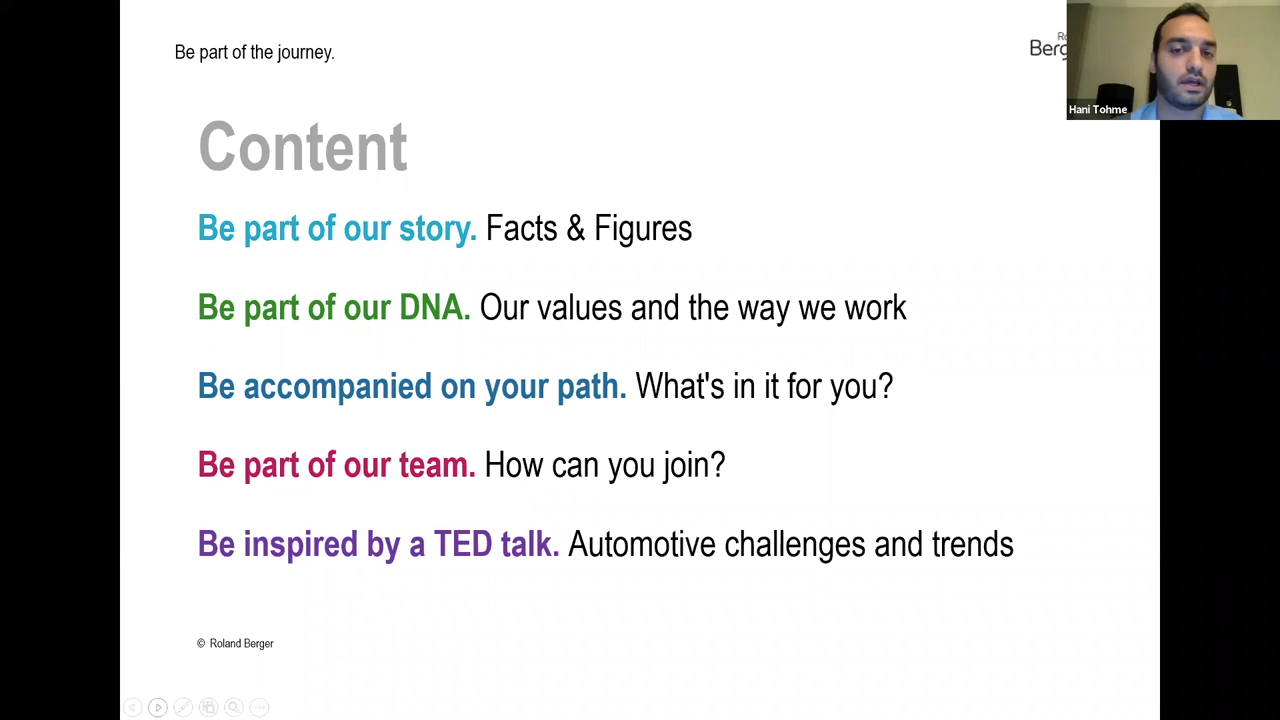 Be part of the journey.
Hani Tohme
Content
Be part of our story. Facts & Figures
Be part of our DNA. Our values and the way we work
Be accompanied on your path. What's in it for you?
Be part of our team. How can you join?
Be inspired by a TED talk. Automotive challenges and trends
© Roland Berger